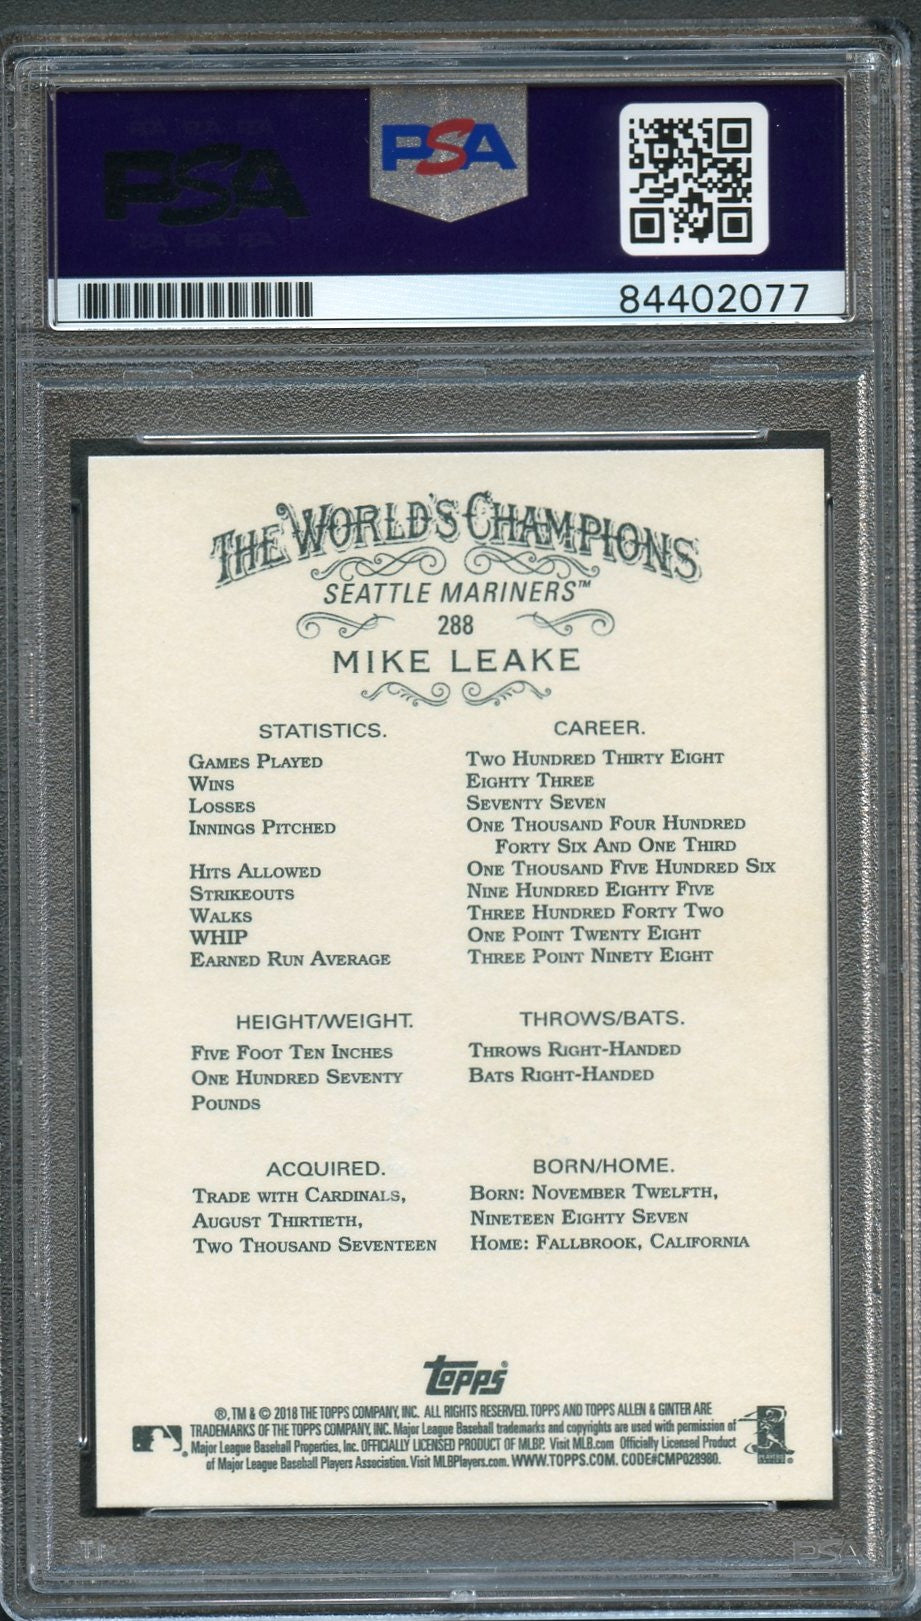 PSA
PSA
84402077
THE WORLD'S CHAMPIONS
SEATTLE MARINERS™
288
MIKE LEAKE
STATISTICS. CAREER.
GAMES PLAYED TWO HUNDRED THIRTY EIGHT
WINS EIGHTY THREE
LOSSES SEVENTY SEVEN
INNINGS PITCHED ONE THOUSAND FOUR HUNDRED
FORTY SIX AND ONE THIRD
HITS ALLOWED ONE THOUSAND FIVE HUNDRED SIX
STRIKEOUTS NINE HUNDRED EIGHTY FIVE
WALKS THREE HUNDRED FORTY TWO
WHIP ONE POINT TWENTY EIGHT
EARNED RUN AVERAGE THREE POINT NINETY EIGHT
HEIGHT/WEIGHT.
FIVE FOOT TEN INCHES
ONE HUNDRED SEVENTY
POUNDS
THROWS/BATS.
THROWS RIGHT-HANDED
BATS RIGHT-HANDED
ACQUIRED.
TRADE WITH CARDINALS,
AUGUST THIRTIETH,
TWO THOUSAND SEVENTEEN
BORN/HOME.
BORN: NOVEMBER TWELFTH,
NINETEEN EIGHTY SEVEN
HOME: FALLBROOK, CALIFORNIA
topps®
®, TM & © 2018 THE TOPPS COMPANY, INC. ALL RIGHTS RESERVED. TOPPS AND TOPPS ALLEN & GINTER ARE
TRADEMARKS OF THE TOPPS COMPANY, INC. Major League Baseball trademarks and copyrights are used with permission of
Major League Baseball Properties, Inc. OFFICIALLY LICENSED PRODUCT OF MLBP. Visit MLB.com Officially Licensed Product
of Major League Baseball Players Association. Visit MLBPlayers.com. WWW.TOPPS.COM. CODE#CMP028980.
PSA